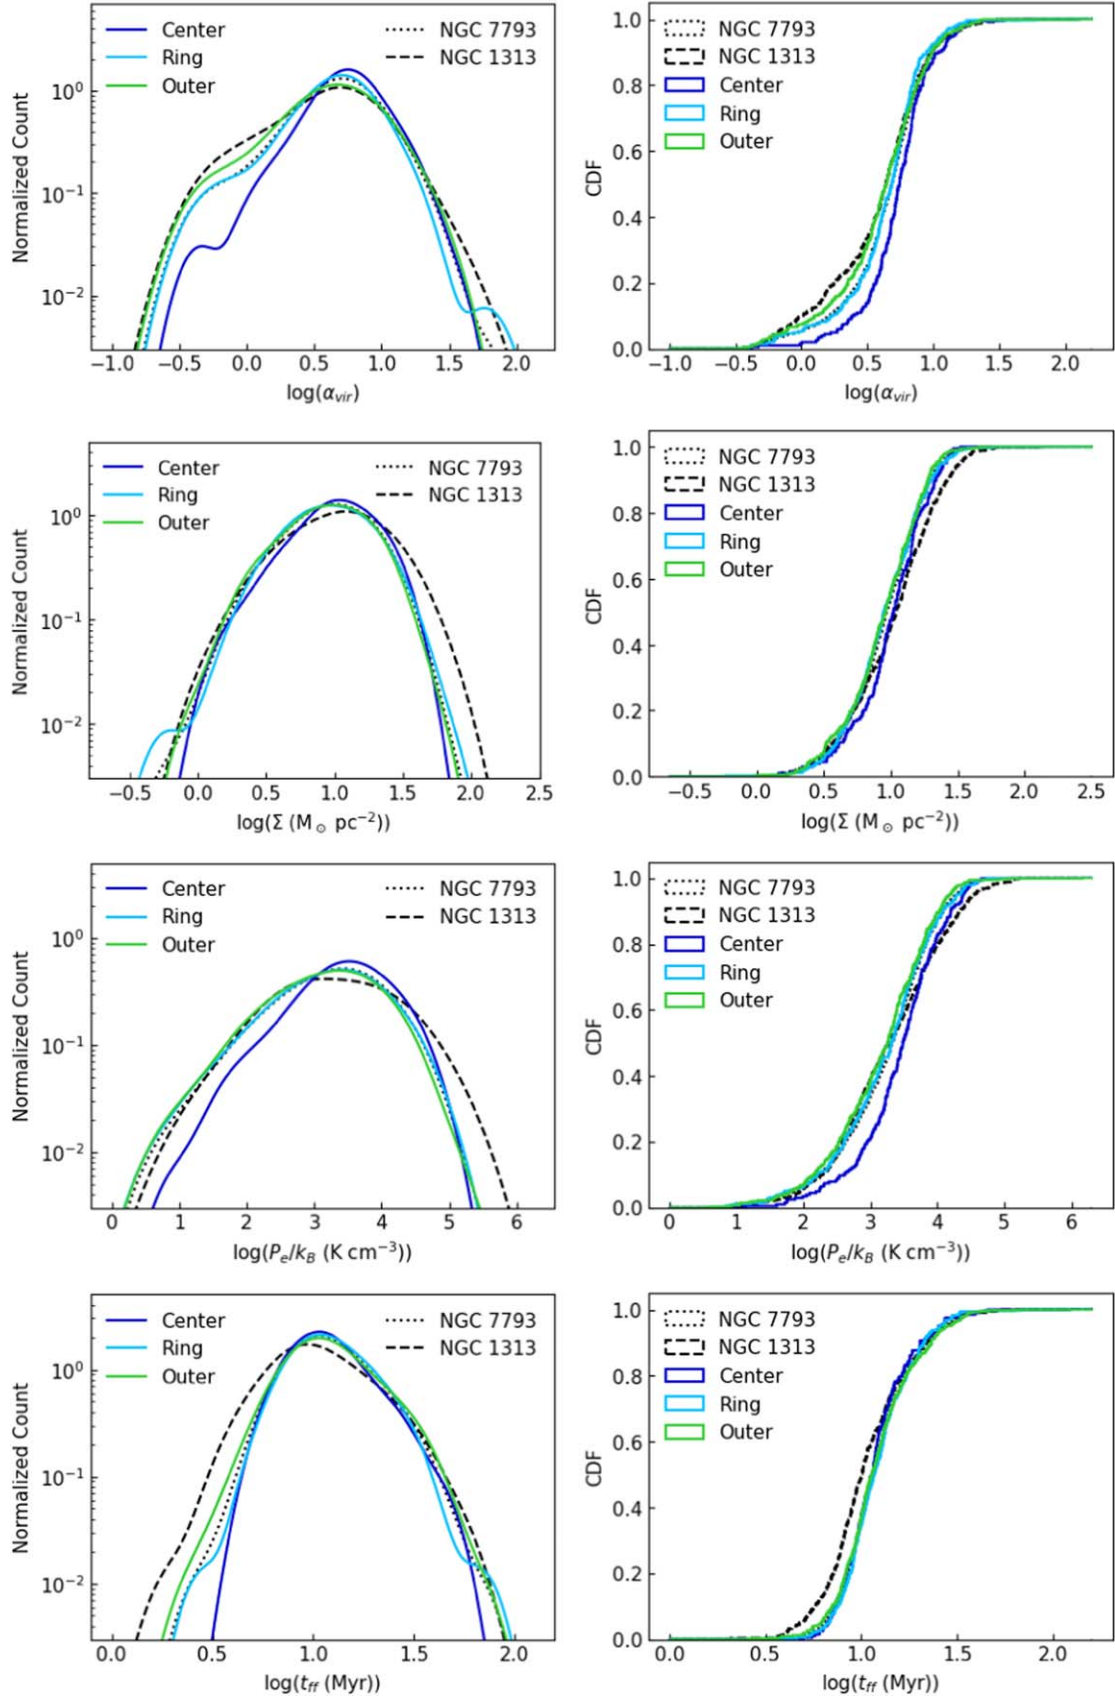 Center
Ring
Outer
NGC 7793
NGC 1313
Normalized Count
10⁰
10⁻¹
10⁻²
−1.0 −0.5 0.0 0.5 1.0 1.5 2.0
log(α_vir)
NGC 7793
NGC 1313
Center
Ring
Outer
CDF
1.0
0.8
0.6
0.4
0.2
0.0
−1.0 −0.5 0.0 0.5 1.0 1.5 2.0
log(α_vir)
Center
Ring
Outer
NGC 7793
NGC 1313
Normalized Count
10⁰
10⁻¹
10⁻²
−0.5 0.0 0.5 1.0 1.5 2.0 2.5
log(Σ (M⊙ pc⁻²))
NGC 7793
NGC 1313
Center
Ring
Outer
CDF
1.0
0.8
0.6
0.4
0.2
0.0
−0.5 0.0 0.5 1.0 1.5 2.0 2.5
log(Σ (M⊙ pc⁻²))
Center
Ring
Outer
NGC 7793
NGC 1313
Normalized Count
10⁰
10⁻¹
10⁻²
0 1 2 3 4 5 6
log(P_e/k_B (K cm⁻³))
NGC 7793
NGC 1313
Center
Ring
Outer
CDF
1.0
0.8
0.6
0.4
0.2
0.0
0 1 2 3 4 5 6
log(P_e/k_B (K cm⁻³))
Center
Ring
Outer
NGC 7793
NGC 1313
Normalized Count
10⁰
10⁻¹
10⁻²
0.0 0.5 1.0 1.5 2.0
log(t_ff (Myr))
NGC 7793
NGC 1313
Center
Ring
Outer
CDF
1.0
0.8
0.6
0.4
0.2
0.0
0.0 0.5 1.0 1.5 2.0
log(t_ff (Myr))